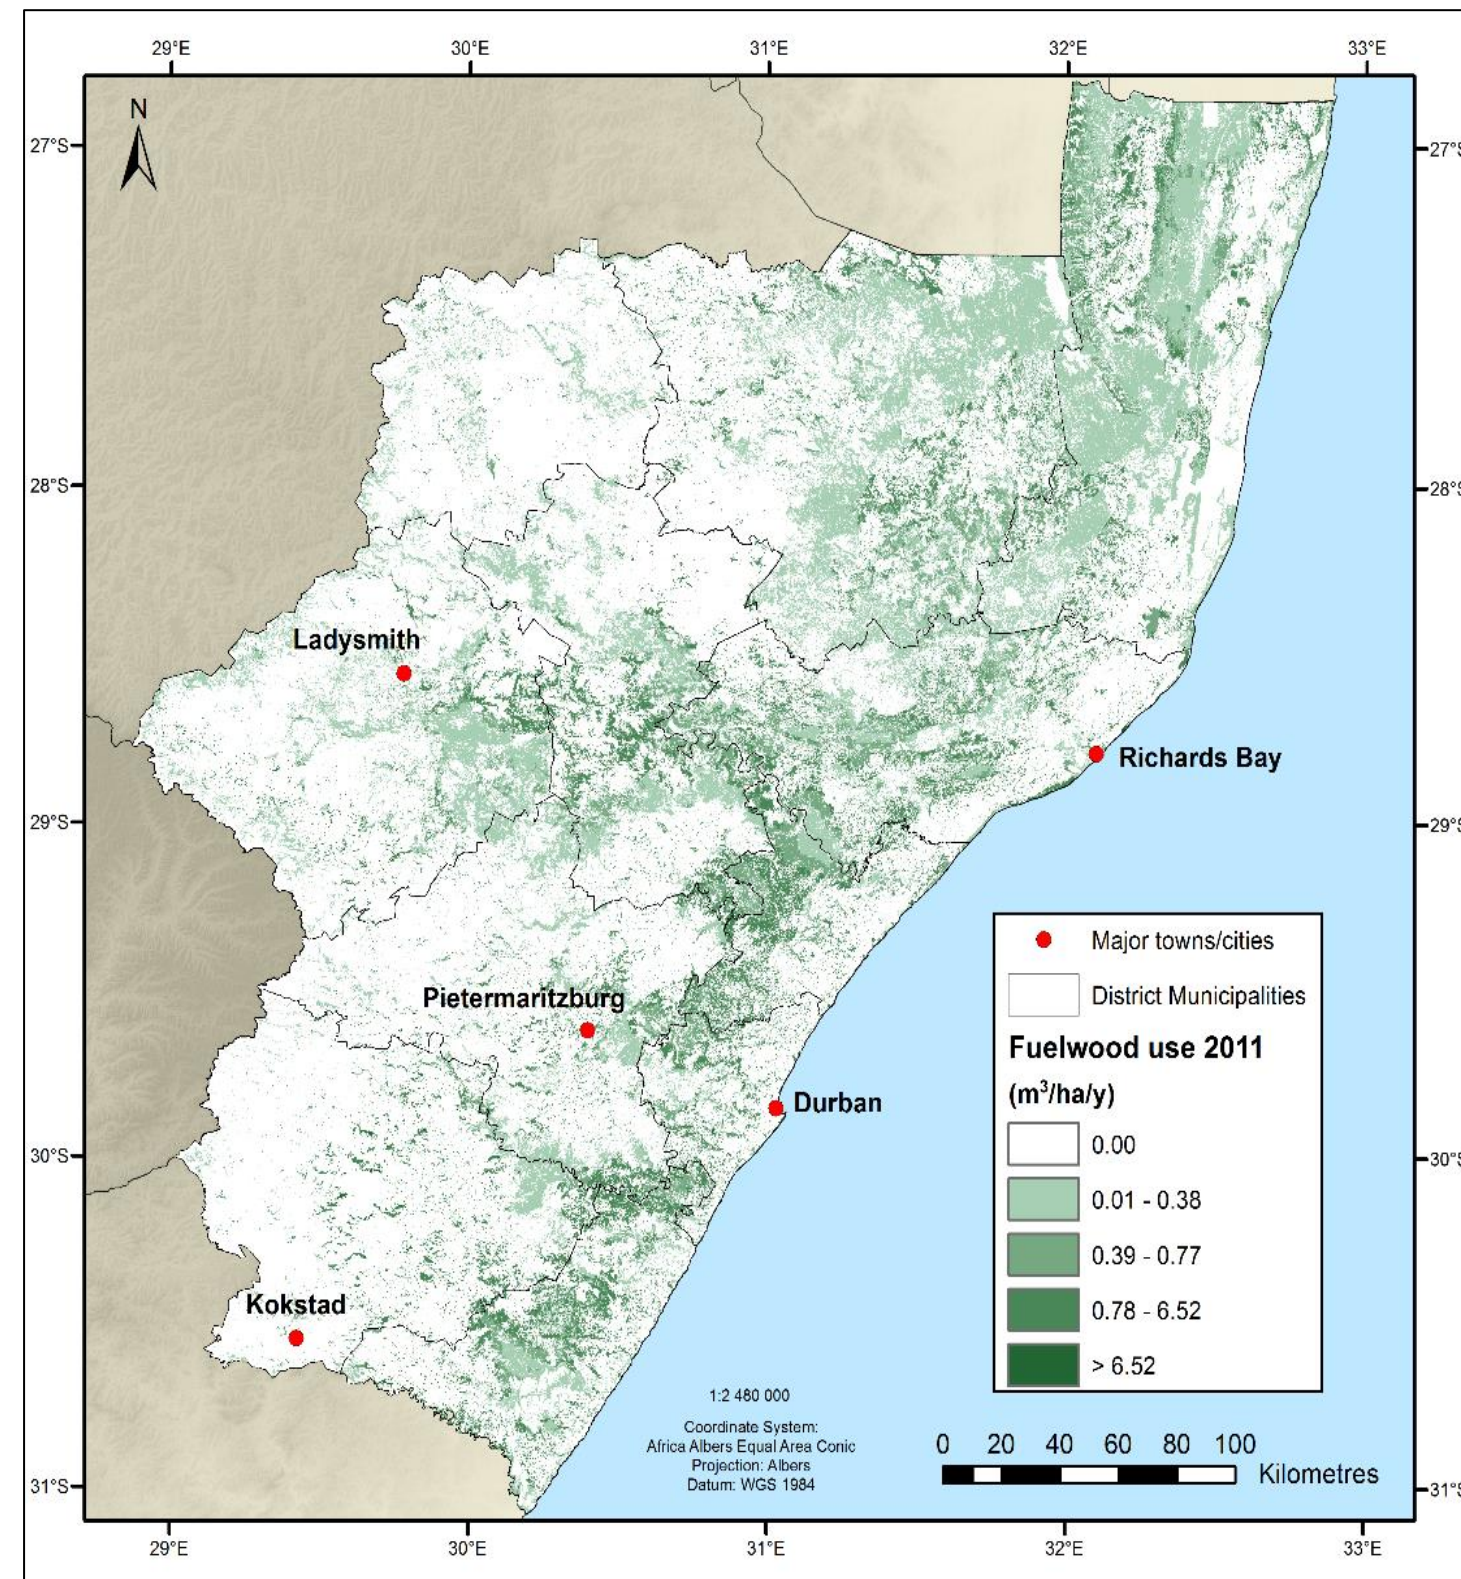 29°E 30°E 31°E 32°E 33°E
N
27°S 27°S
28°S 28°S
Ladysmith
Richards Bay
29°S 29°S
Major towns/cities
Pietermaritzburg
District Municipalities
Fuelwood use 2011
(m³/ha/y)
Durban
0.00
30°S 30°S
0.01 - 0.38
0.39 - 0.77
Kokstad
0.78 - 6.52
> 6.52
1:2 480 000
Coordinate System:
Africa Albers Equal Area Conic
Projection: Albers
Datum: WGS 1984
0 20 40 60 80 100
Kilometres
31°S 31°S
29°E 30°E 31°E 32°E 33°E